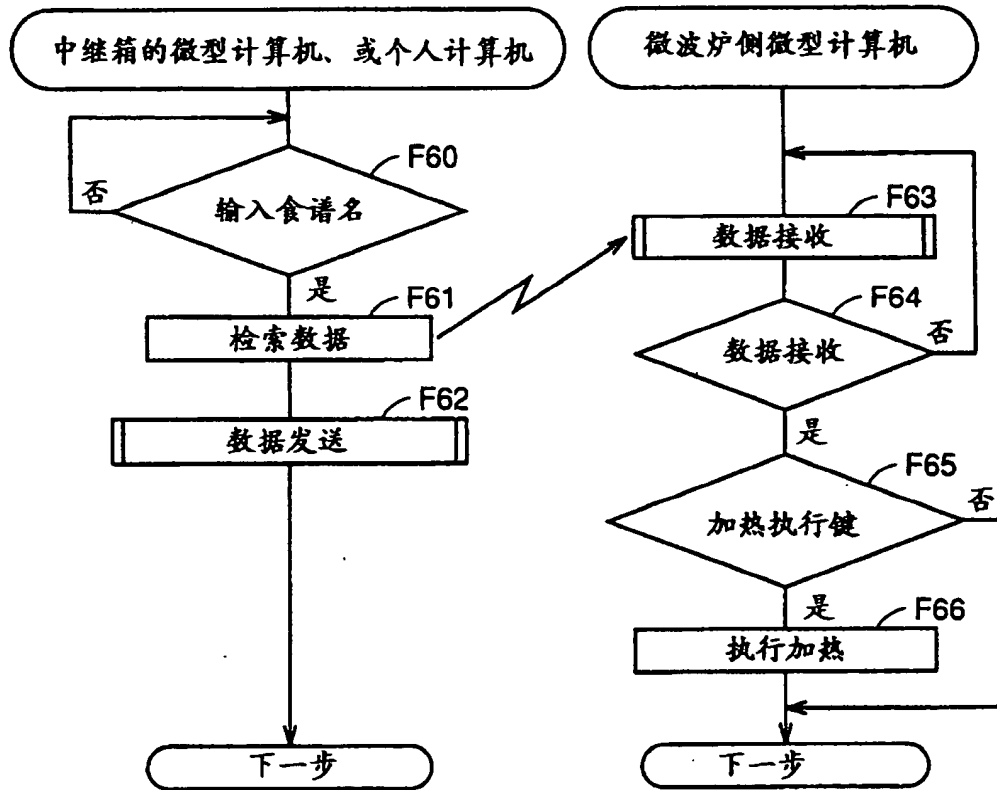 中继箱的微型计算机、或个人计算机
F60
否
输入食谱名
是
F61
检索数据
F62
数据发送
下一步
微波炉侧微型计算机
F63
数据接收
F64
否
数据接收
是
F65
否
加热执行键
是
F66
执行加热
下一步